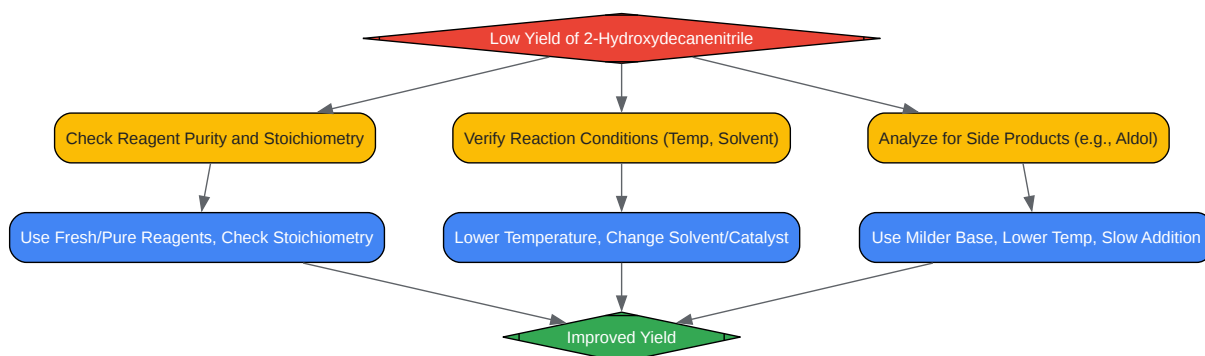 Low Yield of 2-Hydroxydecanenitrile
Check Reagent Purity and Stoichiometry
Verify Reaction Conditions (Temp, Solvent)
Analyze for Side Products (e.g., Aldol)
Use Fresh/Pure Reagents, Check Stoichiometry
Lower Temperature, Change Solvent/Catalyst
Use Milder Base, Lower Temp, Slow Addition
Improved Yield